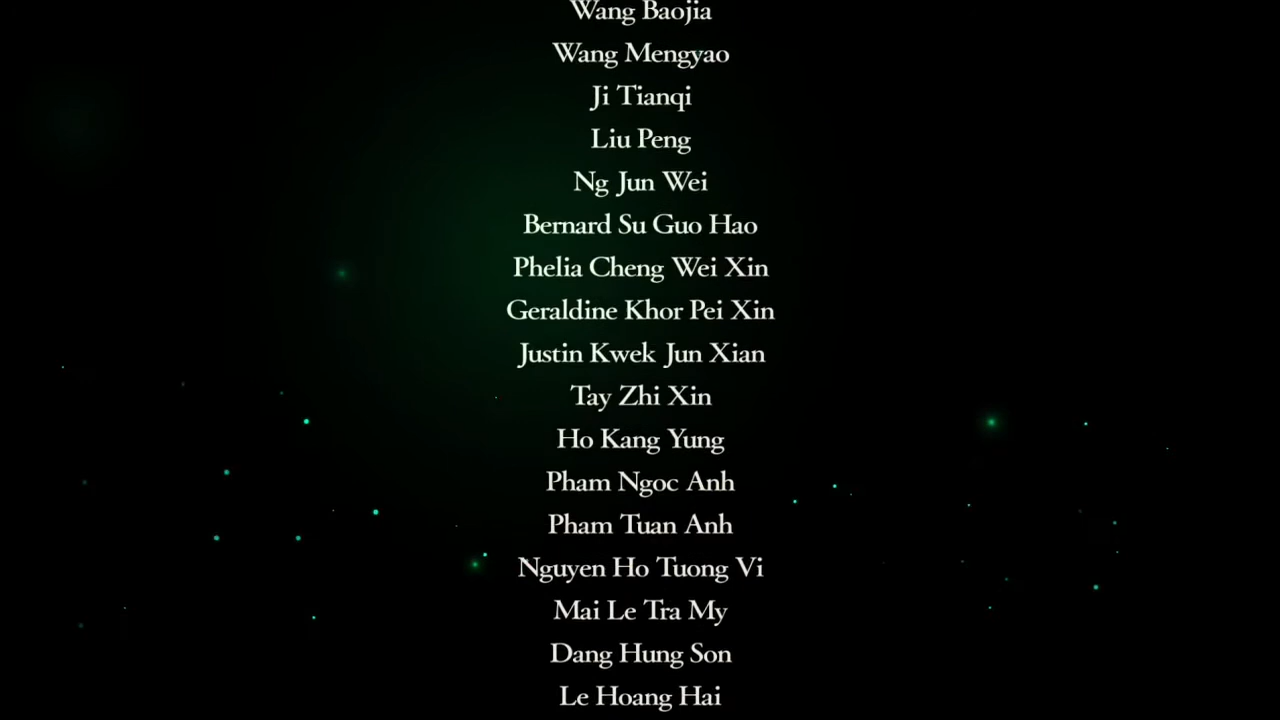 Wang Baojia
Wang Mengyao
Ji Tianqi
Liu Peng
Ng Jun Wei
Bernard Su Guo Hao
Phelia Cheng Wei Xin
Geraldine Khor Pei Xin
Justin Kwek Jun Xian
Tay Zhi Xin
Ho Kang Yung
Pham Ngoc Anh
Pham Tuan Anh
Nguyen Ho Tuong Vi
Mai Le Tra My
Dang Hung Son
Le Hoang Hai